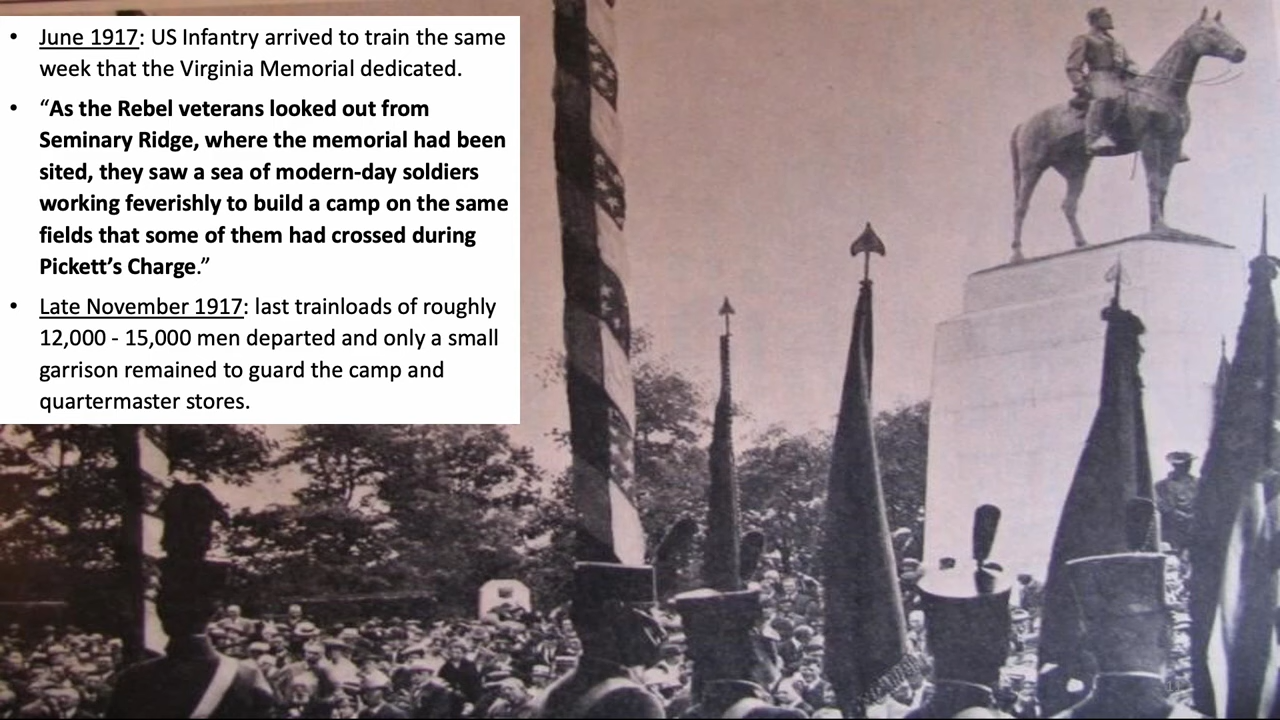 • June 1917: US Infantry arrived to train the same
week that the Virginia Memorial dedicated.
• “As the Rebel veterans looked out from
Seminary Ridge, where the memorial had been
sited, they saw a sea of modern-day soldiers
working feverishly to build a camp on the same
fields that some of them had crossed during
Pickett’s Charge.”
• Late November 1917: last trainloads of roughly
12,000 - 15,000 men departed and only a small
garrison remained to guard the camp and
quartermaster stores.